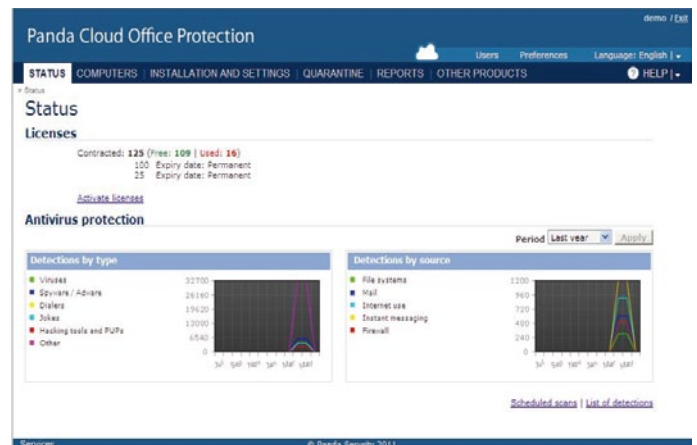 demo / Exit
Panda Cloud Office Protection
Users Preferences Language: English |
STATUS COMPUTERS | INSTALLATION AND SETTINGS | QUARANTINE | REPORTS | OTHER PRODUCTS ? HELP |
» Status
Status
Licenses
Contracted: 125 (Free: 109 | Used: 16)
100 Expiry date: Permanent
25 Expiry date: Permanent
Activate licenses
Antivirus protection
Period Last year Apply
Detections by type
Viruses
Spyware / Adware
Dialers
Jokes
Hacking tools and PUPs
Other
32700
26160
19620
13080
6540
0
Detections by source
File systems
Mail
Internet use
Instant messaging
Firewall
1200
960
720
480
240
0
Scheduled scans | List of detections
Services © Panda Security 2011